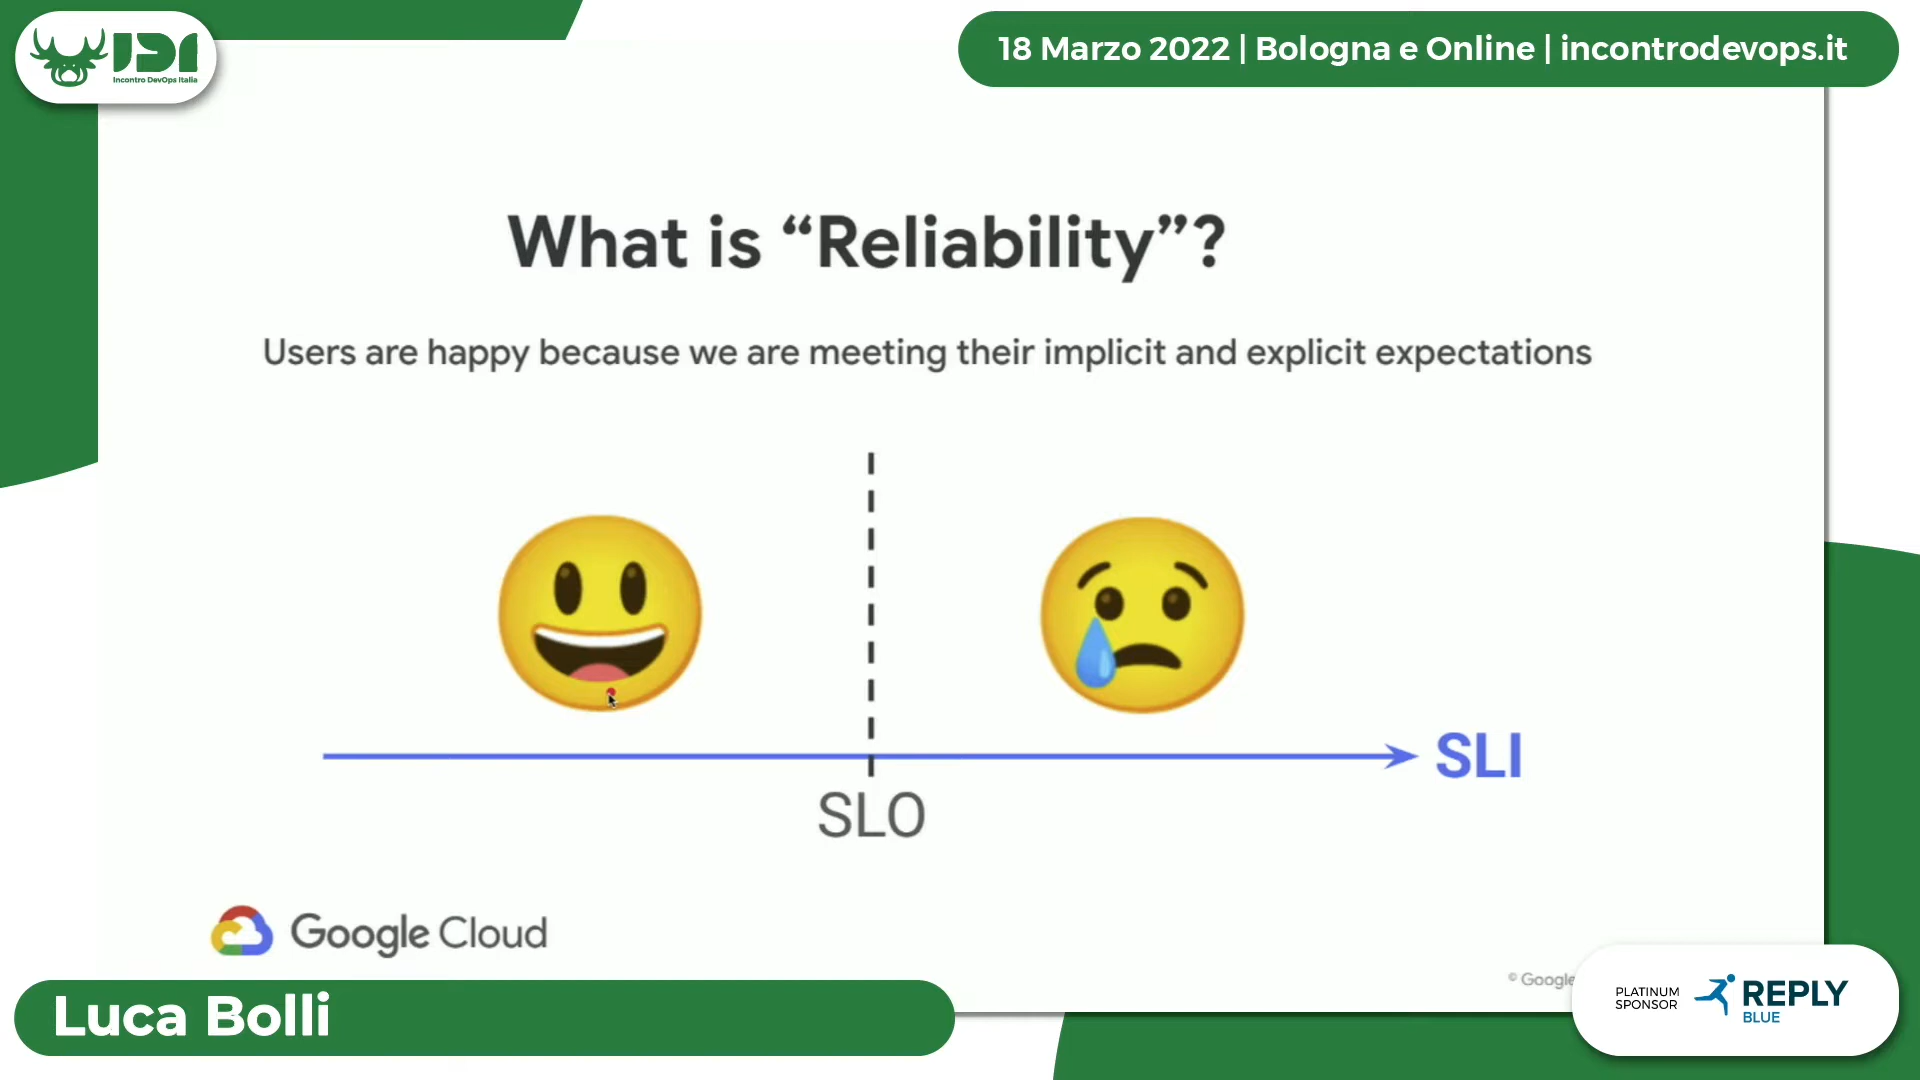 IDI
Incontro DevOps Italia
18 Marzo 2022 | Bologna e Online | incontrodevops.it
What is “Reliability”?
Users are happy because we are meeting their implicit and explicit expectations
SLI
SLO
Google Cloud
© Google
Luca Bolli
PLATINUM
SPONSOR
REPLY
BLUE